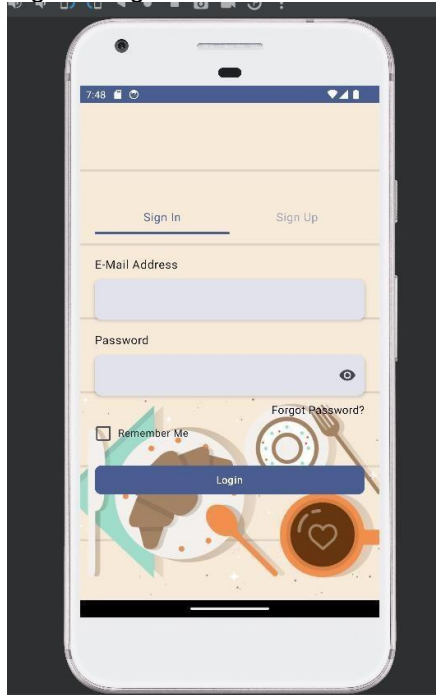 7:48
Sign In Sign Up
E-Mail Address
Password
Forgot Password?
Remember Me
Login